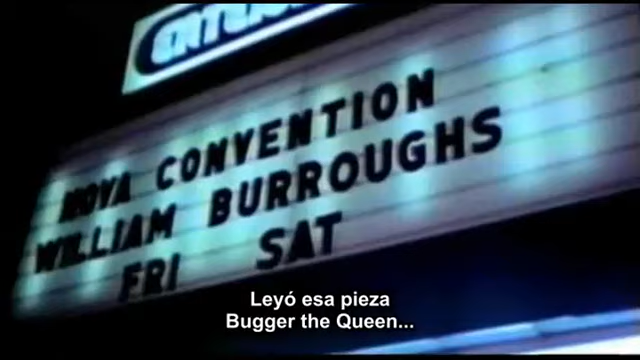 NOVA CONVENTION
WILLIAM BURROUGHS
FRI SAT
Leyó esa pieza
Bugger the Queen...